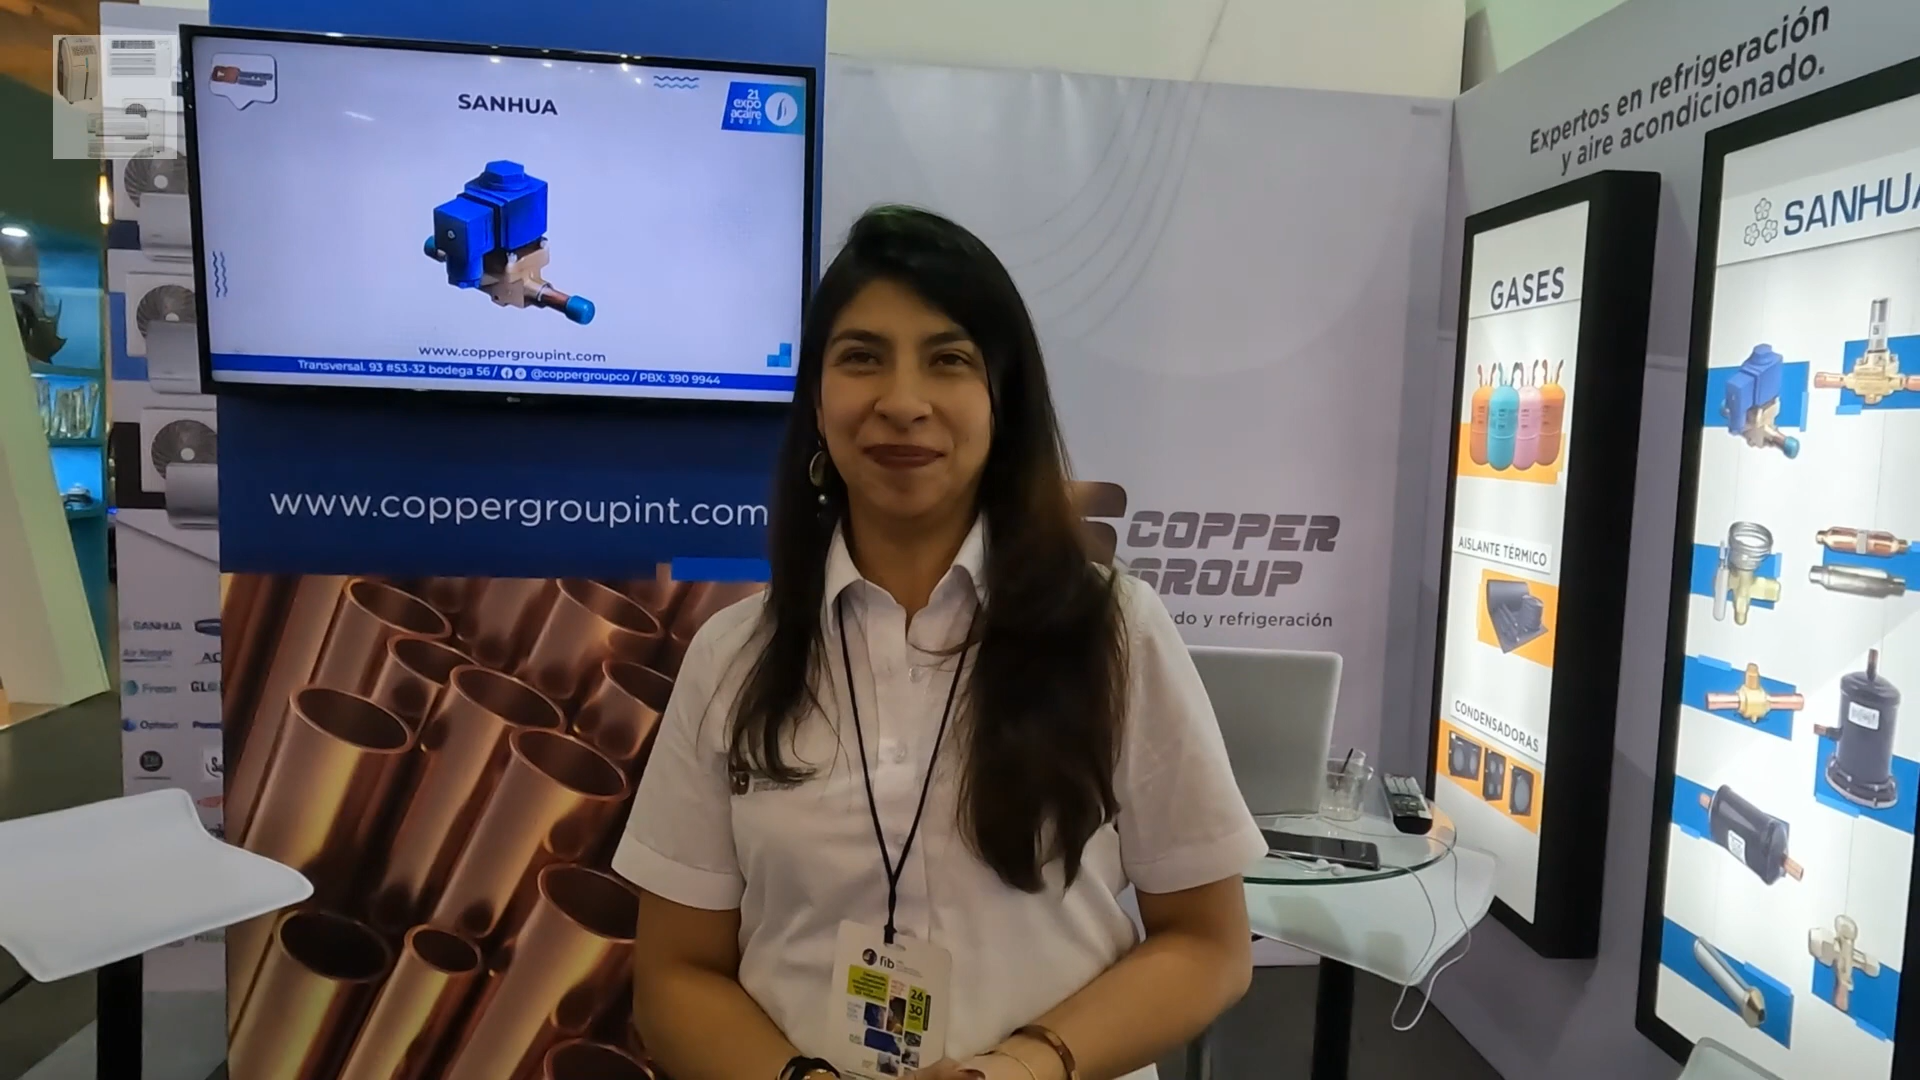 SANHUA
21
expo
acaire
www.coppergroupint.com
Transversal. 93 #53-32 bodega 56 / @coppergroupco / PBX: 390 9944
www.coppergroupint.com
COPPER
GROUP
do y refrigeración
Expertos en refrigeración
y aire acondicionado.
GASES
AISLANTE TÉRMICO
CONDENSADORAS
SANHUA
SANHUA
Freon
Opteon
fib
26
30